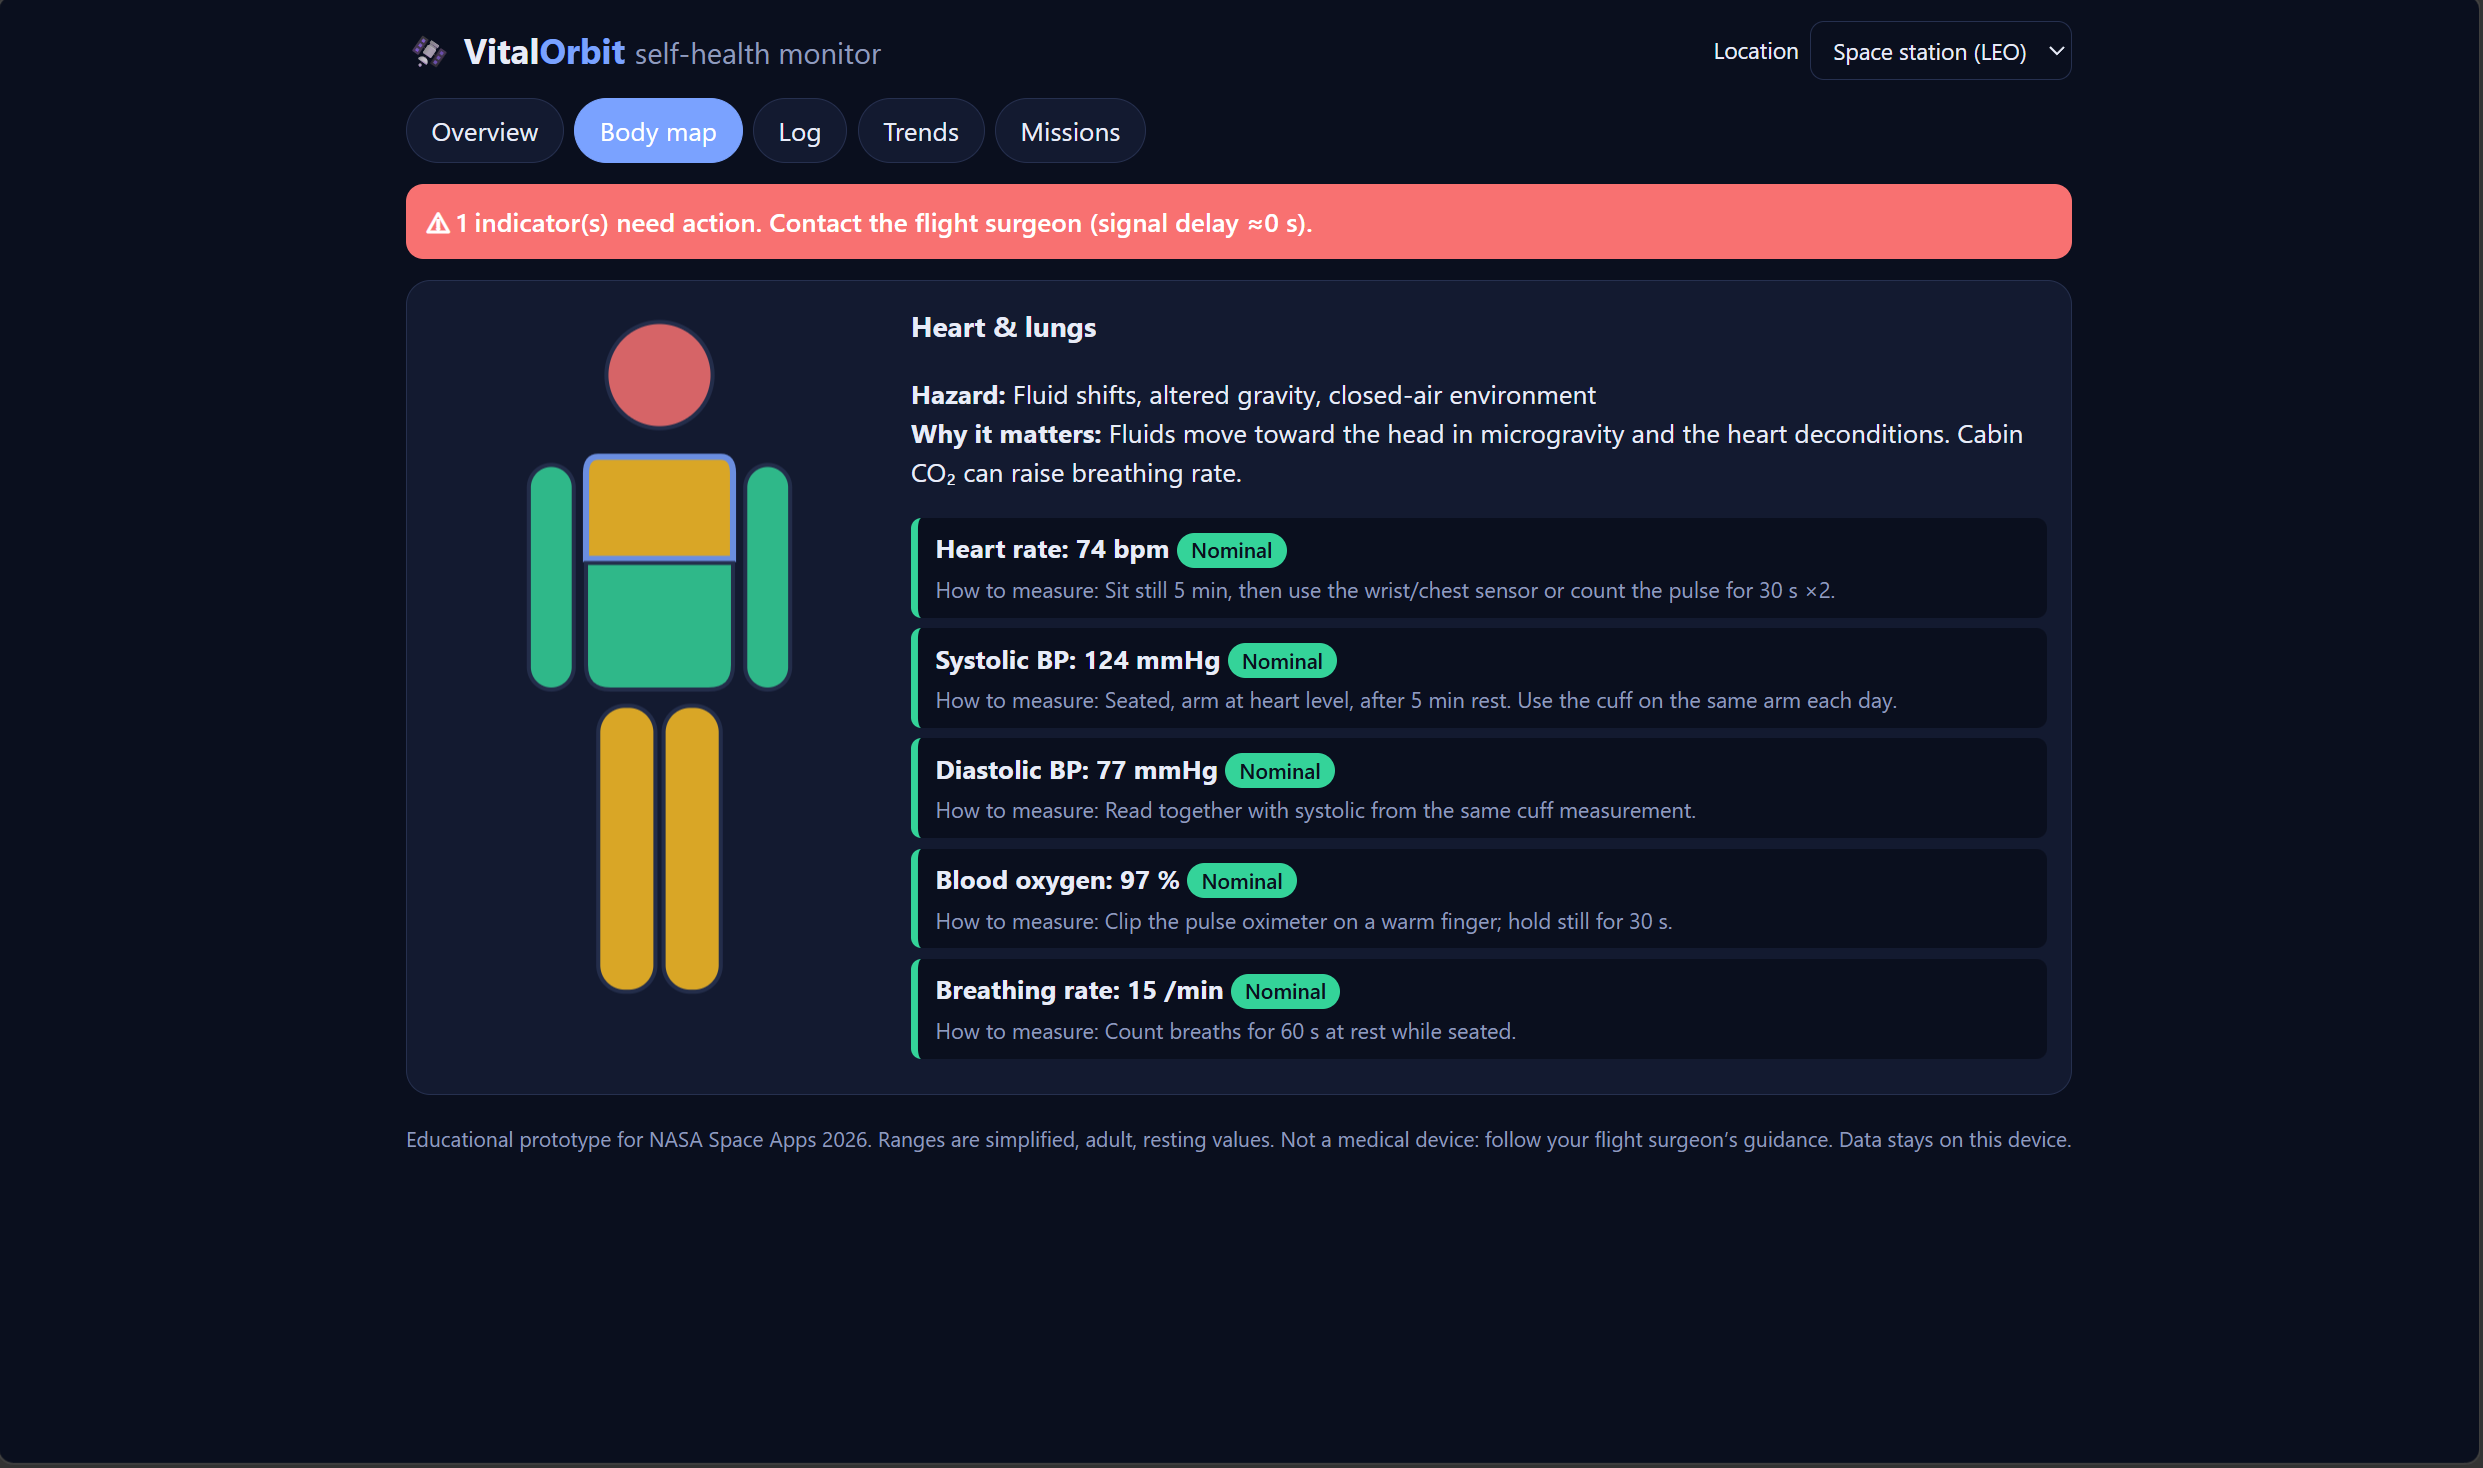 VitalOrbit self-health monitor
Location Space station (LEO)
Overview Body map Log Trends Missions
⚠ 1 indicator(s) need action. Contact the flight surgeon (signal delay ≈0 s).
Heart & lungs
Hazard: Fluid shifts, altered gravity, closed-air environment
Why it matters: Fluids move toward the head in microgravity and the heart deconditions. Cabin
CO₂ can raise breathing rate.
Heart rate: 74 bpm Nominal
How to measure: Sit still 5 min, then use the wrist/chest sensor or count the pulse for 30 s ×2.
Systolic BP: 124 mmHg Nominal
How to measure: Seated, arm at heart level, after 5 min rest. Use the cuff on the same arm each day.
Diastolic BP: 77 mmHg Nominal
How to measure: Read together with systolic from the same cuff measurement.
Blood oxygen: 97 % Nominal
How to measure: Clip the pulse oximeter on a warm finger; hold still for 30 s.
Breathing rate: 15 /min Nominal
How to measure: Count breaths for 60 s at rest while seated.
Educational prototype for NASA Space Apps 2026. Ranges are simplified, adult, resting values. Not a medical device: follow your flight surgeon’s guidance. Data stays on this device.